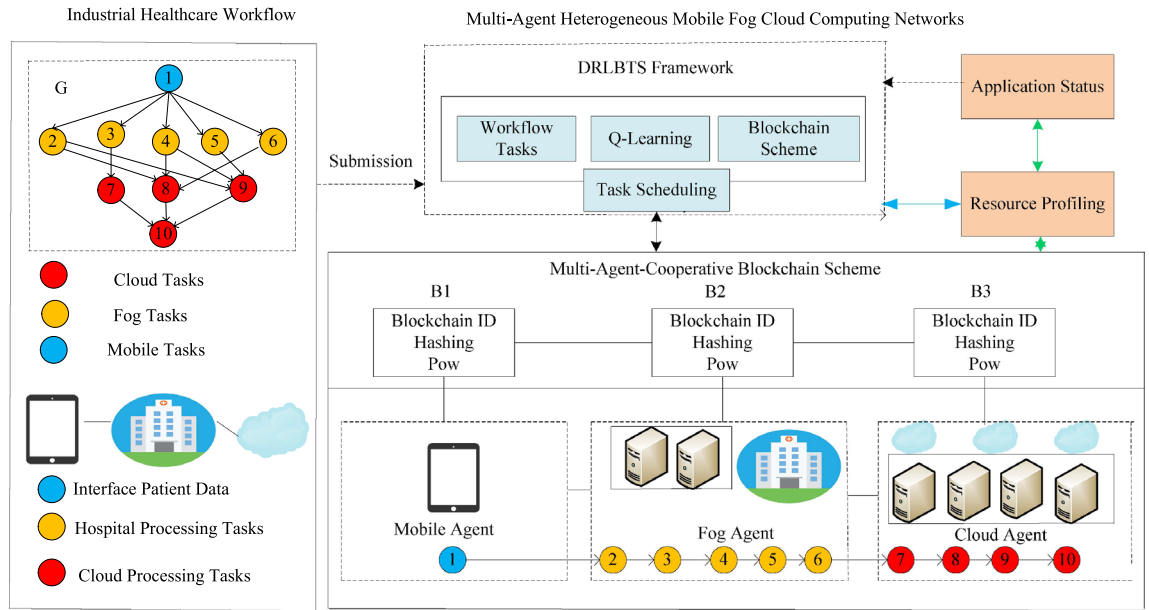 Industrial Healthcare Workflow
G
1
2
3
4
5
6
7
8
9
10
Cloud Tasks
Fog Tasks
Mobile Tasks
Interface Patient Data
Hospital Processing Tasks
Cloud Processing Tasks
Submission
Multi-Agent Heterogeneous Mobile Fog Cloud Computing Networks
DRLBTS Framework
Workflow
Tasks
Q-Learning
Blockchain
Scheme
Task Scheduling
Application Status
Resource Profiling
Multi-Agent-Cooperative Blockchain Scheme
B1
Blockchain ID
Hashing
Pow
B2
Blockchain ID
Hashing
Pow
B3
Blockchain ID
Hashing
Pow
Mobile Agent
1
Fog Agent
2
3
4
5
6
Cloud Agent
7
8
9
10